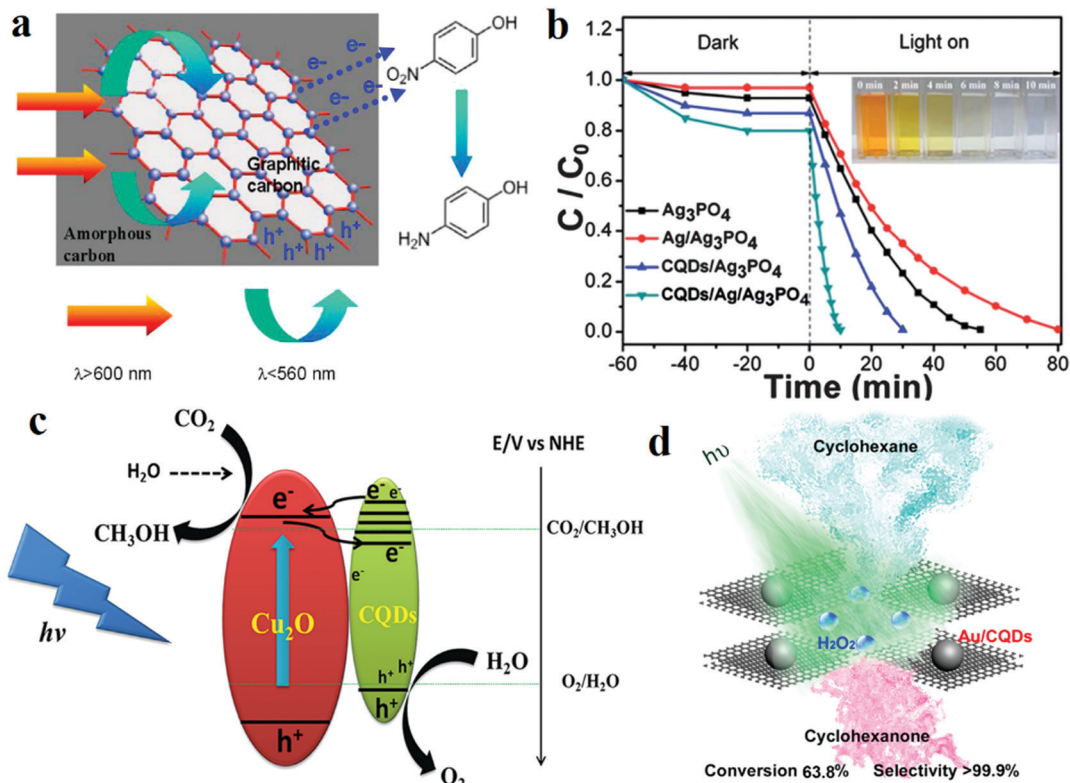 a
OH
O₂N
e-
e-
e-
e-
Graphitic
carbon
h⁺
h⁺
h⁺
h⁺
h⁺
Amorphous
carbon
OH
H₂N
λ>600 nm
λ<560 nm
b
Dark
Light on
0 min
2 min
4 min
6 min
8 min
10 min
C / C₀
1.0
0.8
0.6
0.4
0.2
0.0
Ag₃PO₄
Ag/Ag₃PO₄
CQDs/Ag₃PO₄
CQDs/Ag/Ag₃PO₄
-60
-40
-20
0
20
40
60
80
Time (min)
c
CO₂
H₂O
CH₃OH
hν
e⁻
Cu₂O
h⁺
e⁻ e⁻
e⁻
e⁻
CQDs
h⁺ h⁺
h⁺
H₂O
O₂
E/V vs NHE
CO₂/CH₃OH
O₂/H₂O
d
hν
Cyclohexane
H₂O₂
Au/CQDs
Cyclohexanone
Conversion 63.8% Selectivity >99.9%